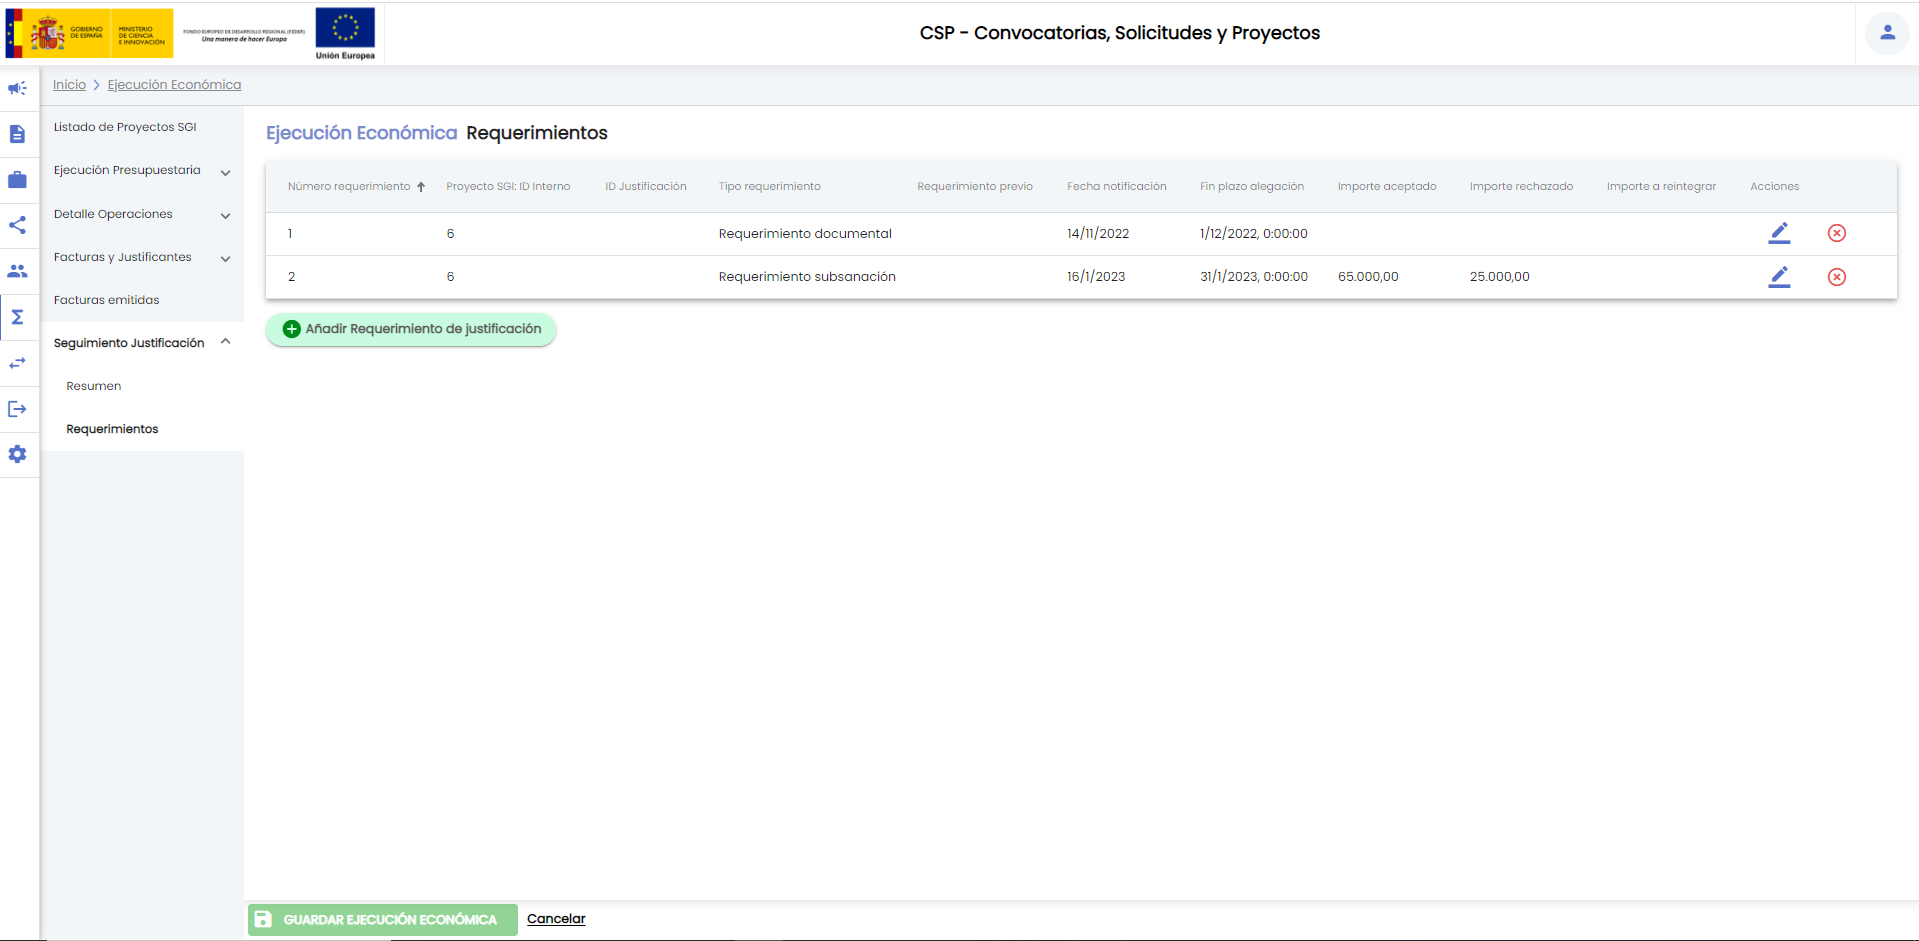 GOBIERNO
DE ESPAÑA
MINISTERIO
DE CIENCIA
E INNOVACIÓN
FONDO EUROPEO DE DESARROLLO REGIONAL (FEDER)
Una manera de hacer Europa
Unión Europea
CSP - Convocatorias, Solicitudes y Proyectos
Inicio > Ejecución Económica
Listado de Proyectos SGI
Ejecución Presupuestaria
Detalle Operaciones
Facturas y Justificantes
Facturas emitidas
Seguimiento Justificación
Resumen
Requerimientos
Ejecución Económica Requerimientos
Número requerimiento Proyecto SGI: ID Interno ID Justificación Tipo requerimiento Requerimiento previo Fecha notificación Fin plazo alegación Importe aceptado Importe rechazado Importe a reintegrar Acciones
1 6 Requerimiento documental 14/11/2022 1/12/2022, 0:00:00
2 6 Requerimiento subsanación 16/1/2023 31/1/2023, 0:00:00 65.000,00 25.000,00
Añadir Requerimiento de justificación
GUARDAR EJECUCIÓN ECONÓMICA Cancelar